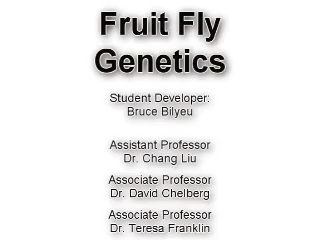 Fruit Fly
Genetics
Student Developer:
Bruce Bilyeu
Assistant Professor
Dr. Chang Liu
Associate Professor
Dr. David Chelberg
Associate Professor
Dr. Teresa Franklin